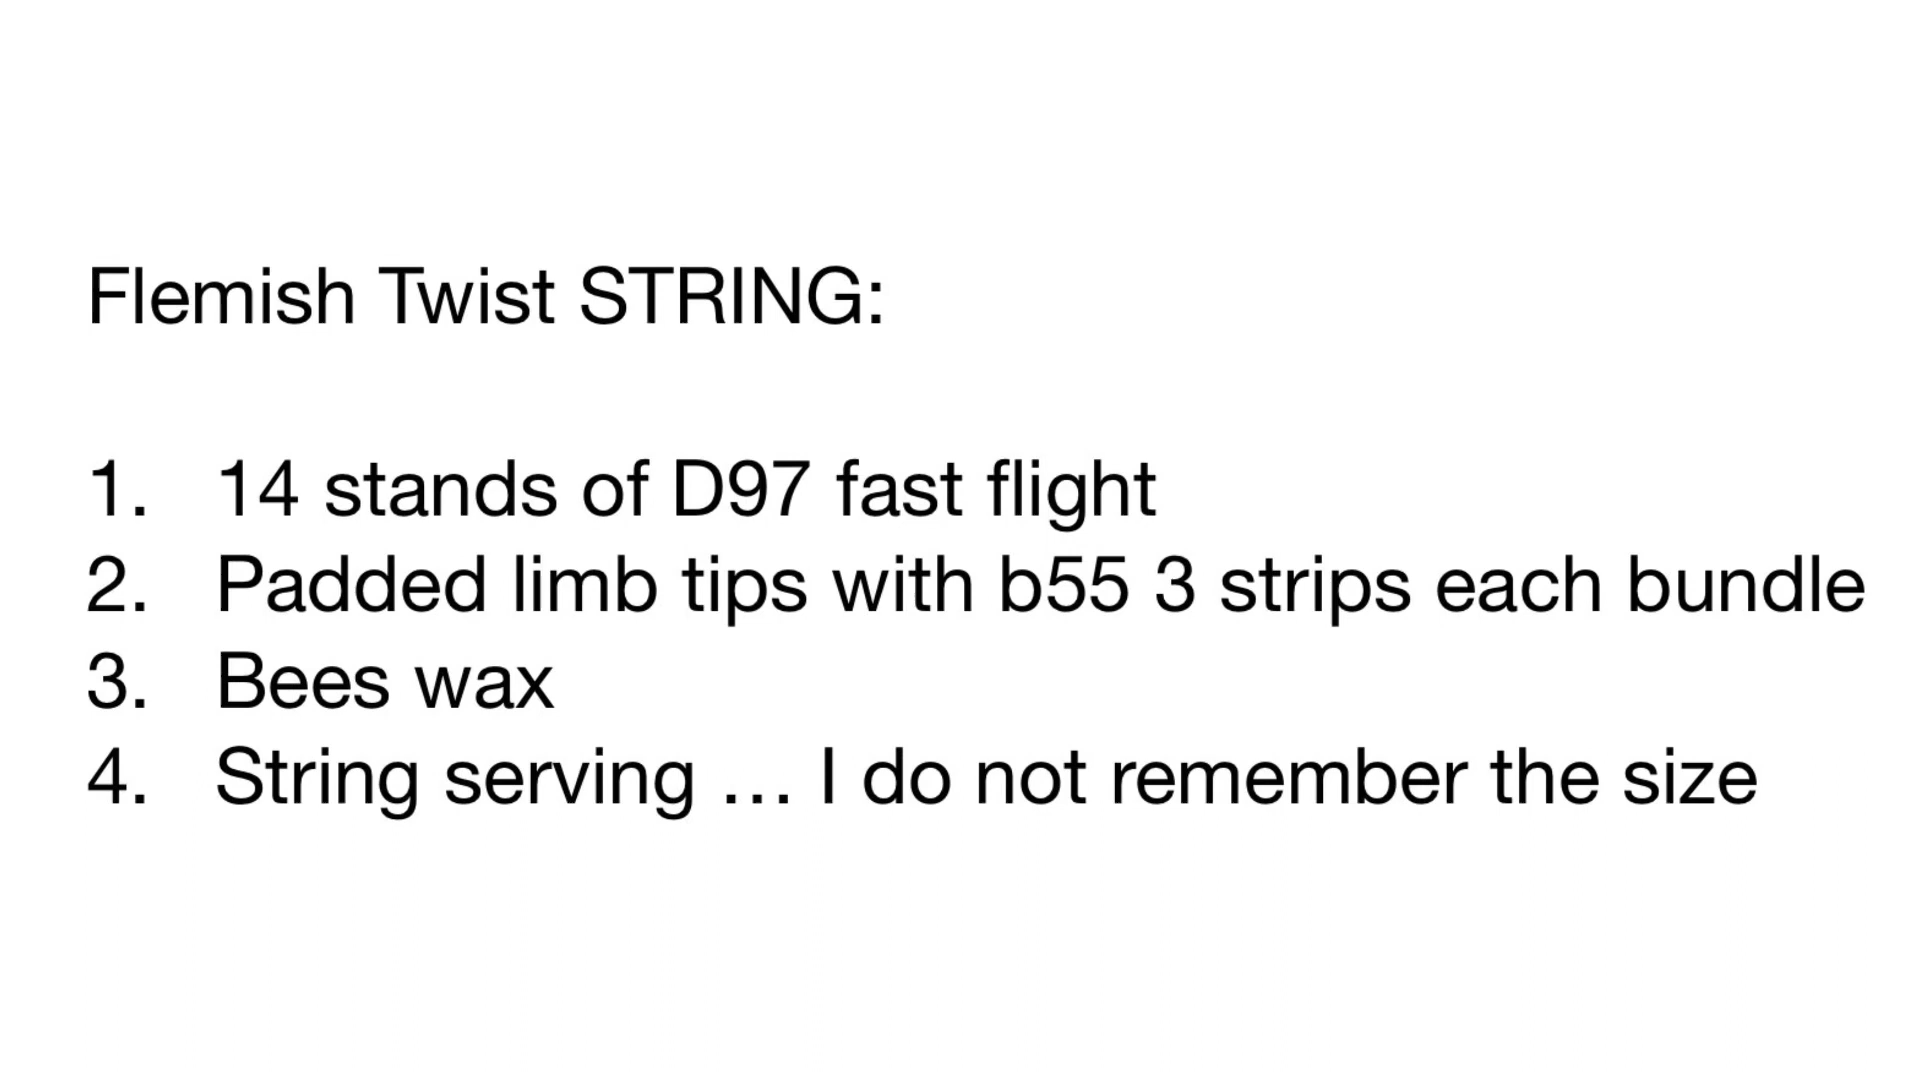 Flemish Twist STRING:
1. 14 stands of D97 fast flight
2. Padded limb tips with b55 3 strips each bundle
3. Bees wax
4. String serving … I do not remember the size